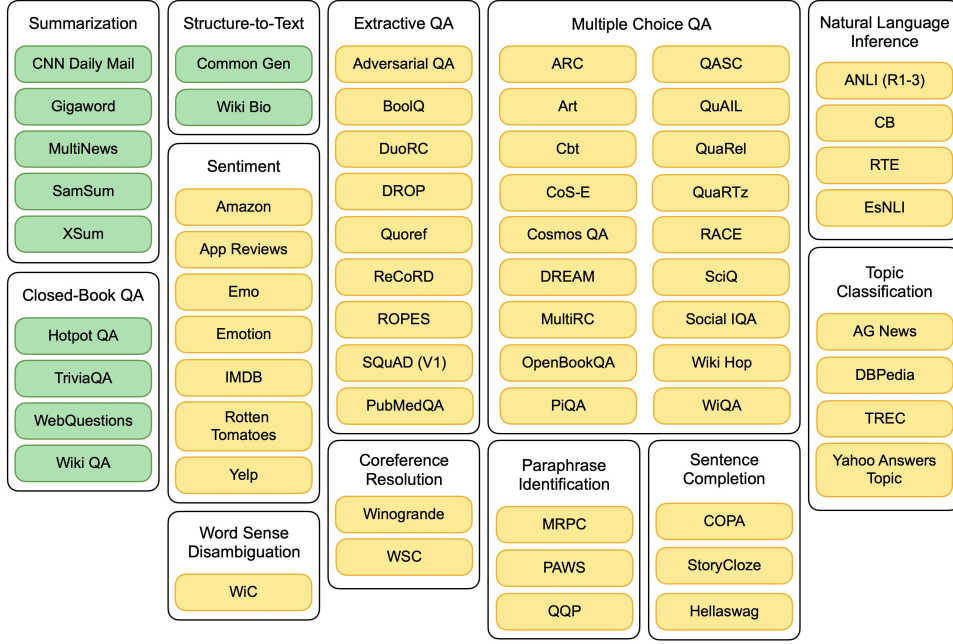 Summarization
CNN Daily Mail
Gigaword
MultiNews
SamSum
XSum
Closed-Book QA
Hotpot QA
TriviaQA
WebQuestions
Wiki QA
Structure-to-Text
Common Gen
Wiki Bio
Sentiment
Amazon
App Reviews
Emo
Emotion
IMDB
Rotten
Tomatoes
Yelp
Word Sense
Disambiguation
WiC
Extractive QA
Adversarial QA
BoolQ
DuoRC
DROP
Quoref
ReCoRD
ROPES
SQuAD (V1)
PubMedQA
Coreference
Resolution
Winogrande
WSC
Multiple Choice QA
ARC
Art
Cbt
CoS-E
Cosmos QA
DREAM
MultiRC
OpenBookQA
PiQA
QASC
QuAIL
QuaRel
QuaRTz
RACE
SciQ
Social IQA
Wiki Hop
WiQA
Paraphrase
Identification
MRPC
PAWS
QQP
Sentence
Completion
COPA
StoryCloze
Hellaswag
Natural Language
Inference
ANLI (R1-3)
CB
RTE
EsNLI
Topic
Classification
AG News
DBPedia
TREC
Yahoo Answers
Topic